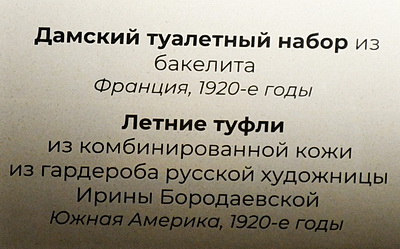 Дамский туалетный набор из
бакелита
Франция, 1920-е годы
Летние туфли
из комбинированной кожи
из гардероба русской художницы
Ирины Бородаевской
Южная Америка, 1920-е годы